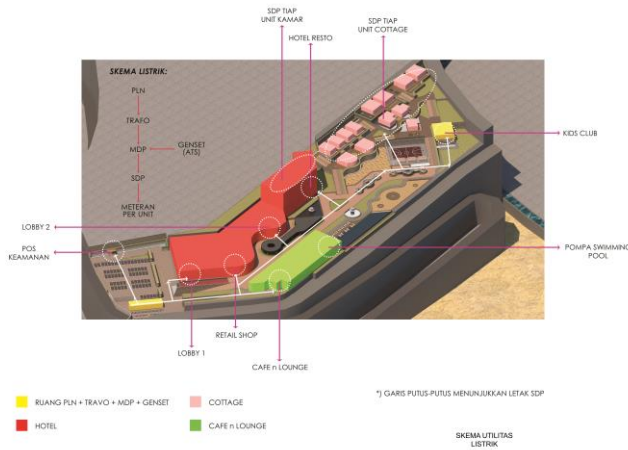 SDP TIAP
UNIT KAMAR
HOTEL RESTO
SDP TIAP
UNIT COTTAGE
SKEMA LISTRIK:
PLN
TRAFO
MDP
GENSET
(ATS)
SDP
METERAN
PER UNIT
KIDS CLUB
LOBBY 2
POS
KEAMANAN
POMPA SWIMMING
POOL
RETAIL SHOP
LOBBY 1
CAFE n LOUNGE
RUANG PLN + TRAVO + MDP + GENSET
COTTAGE
HOTEL
CAFE n LOUNGE
*) GARIS PUTUS-PUTUS MENUNJUKKAN LETAK SDP
SKEMA UTILITAS
LISTRIK